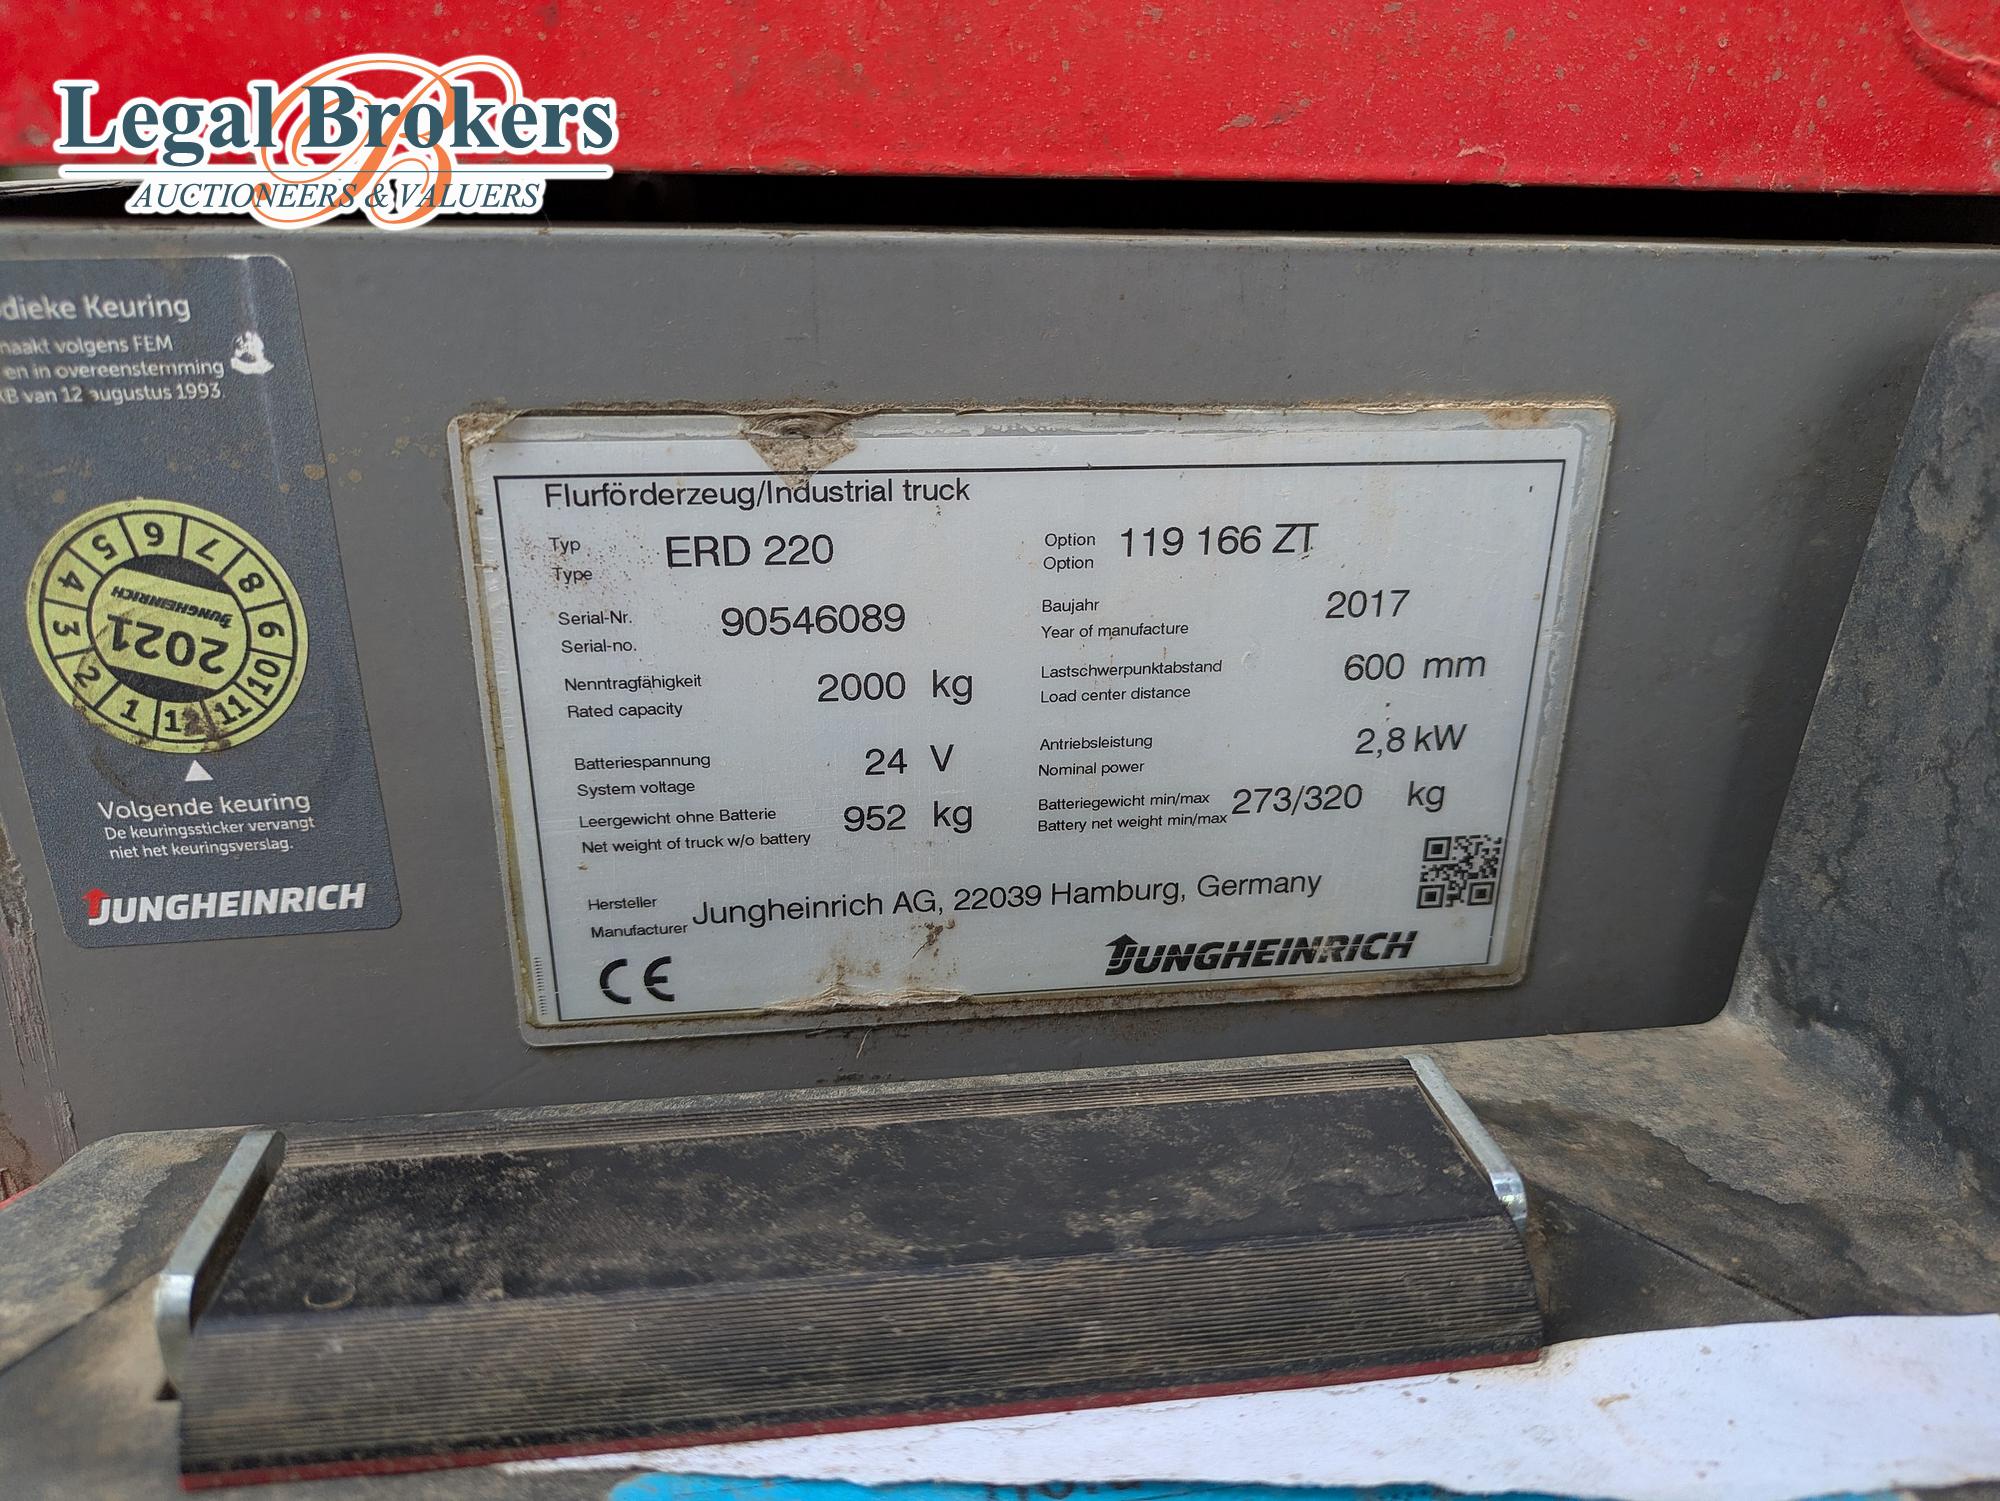 Legal Brokers
AUCTIONEERS & VALUERS
dieke Keuring
maakt volgens FEM
en in overeenstemming
KB van 12 augustus 1993.
1 2 3 4 5 6 7 8 9 10 11 12
JUNGHEINRICH
2021
Volgende keuring
De keuringssticker vervangt
niet het keuringsverslag.
JUNGHEINRICH
Flurförderzeug/Industrial truck
Typ
Type
ERD 220
Option
Option
119 166 ZT
Serial-Nr.
Serial-no.
90546089
Baujahr
Year of manufacture
2017
Nenntragfähigkeit
Rated capacity
2000 kg
Lastschwerpunktabstand
Load center distance
600 mm
Batteriespannung
System voltage
24 V
Antriebsleistung
Nominal power
2,8 kW
Leergewicht ohne Batterie
Net weight of truck w/o battery
952 kg
Batteriegewicht min/max
Battery net weight min/max
273/320 kg
Hersteller
Manufacturer
Jungheinrich AG, 22039 Hamburg, Germany
CE
JUNGHEINRICH